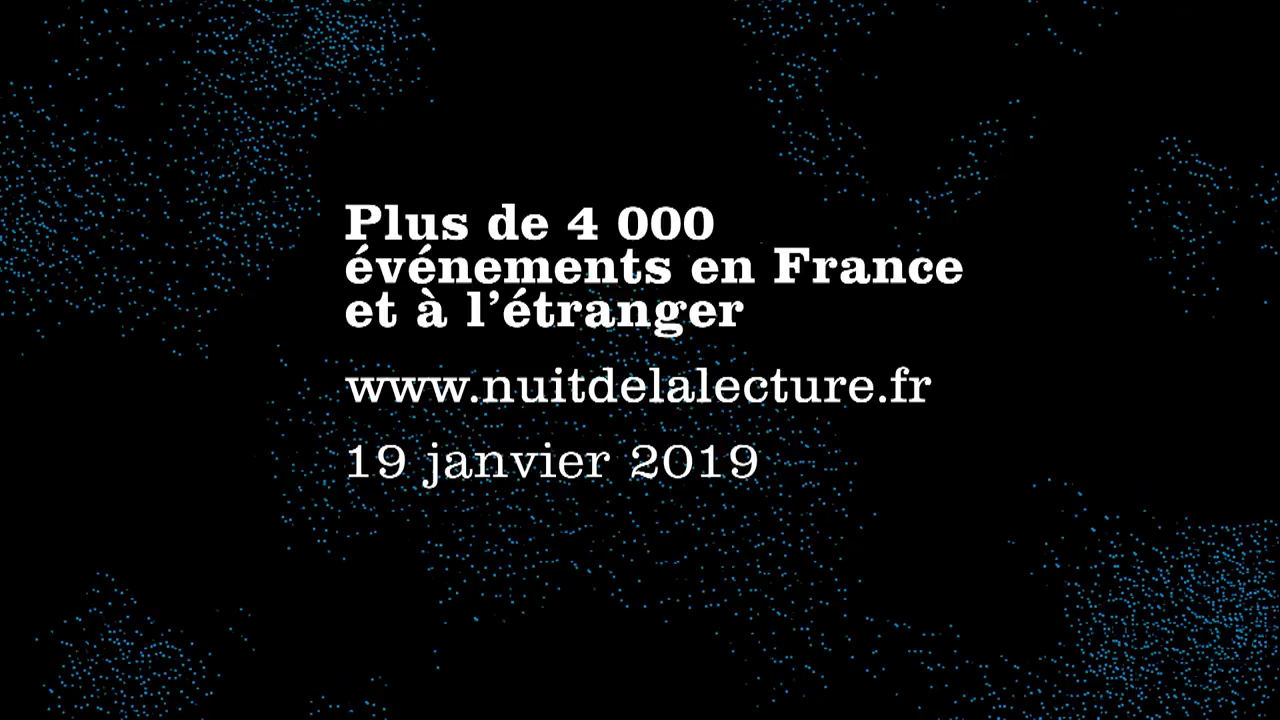 Plus de 4 000
événements en France
et à l’étranger
www.nuitdelalecture.fr
19 janvier 2019